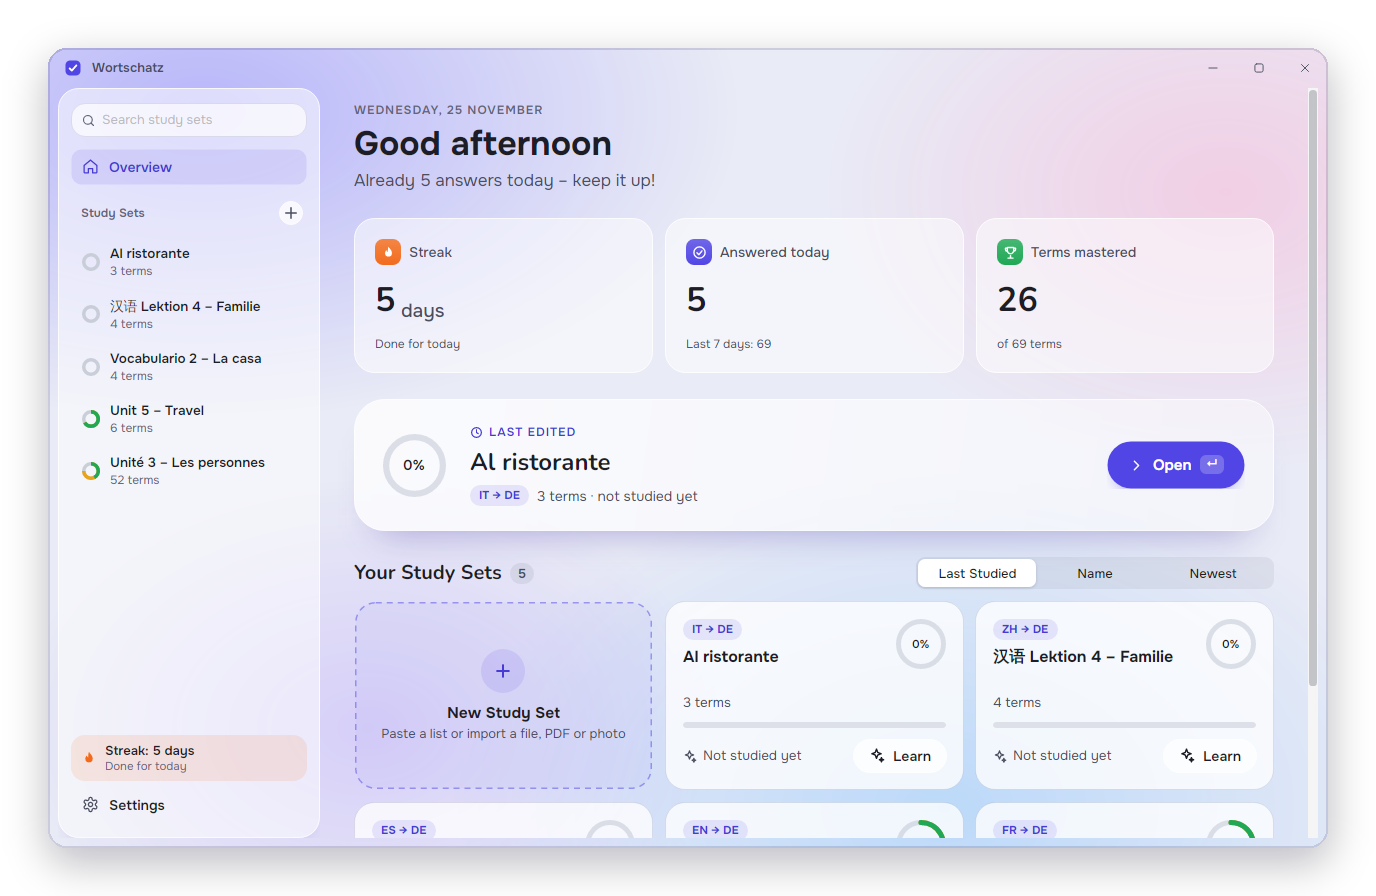 Wortschatz
Search study sets
Overview
Study Sets
Al ristorante
3 terms
汉语 Lektion 4 – Familie
4 terms
Vocabulario 2 – La casa
4 terms
Unit 5 – Travel
6 terms
Unité 3 – Les personnes
52 terms
Streak: 5 days
Done for today
Settings
WEDNESDAY, 25 NOVEMBER
Good afternoon
Already 5 answers today – keep it up!
Streak
5 days
Done for today
Answered today
5
Last 7 days: 69
Terms mastered
26
of 69 terms
0%
LAST EDITED
Al ristorante
IT → DE 3 terms · not studied yet
Open
Your Study Sets 5
Last Studied Name Newest
New Study Set
Paste a list or import a file, PDF or photo
IT → DE
0%
Al ristorante
3 terms
Not studied yet
Learn
ZH → DE
0%
汉语 Lektion 4 – Familie
4 terms
Not studied yet
Learn
ES → DE
EN → DE
FR → DE